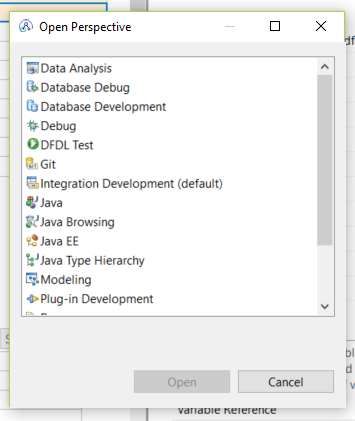 Open Perspective
Data Analysis
Database Debug
Database Development
Debug
DFDL Test
Git
Integration Development (default)
Java
Java Browsing
Java EE
Java Type Hierarchy
Modeling
Plug-in Development
Open
Cancel
Variable Reference